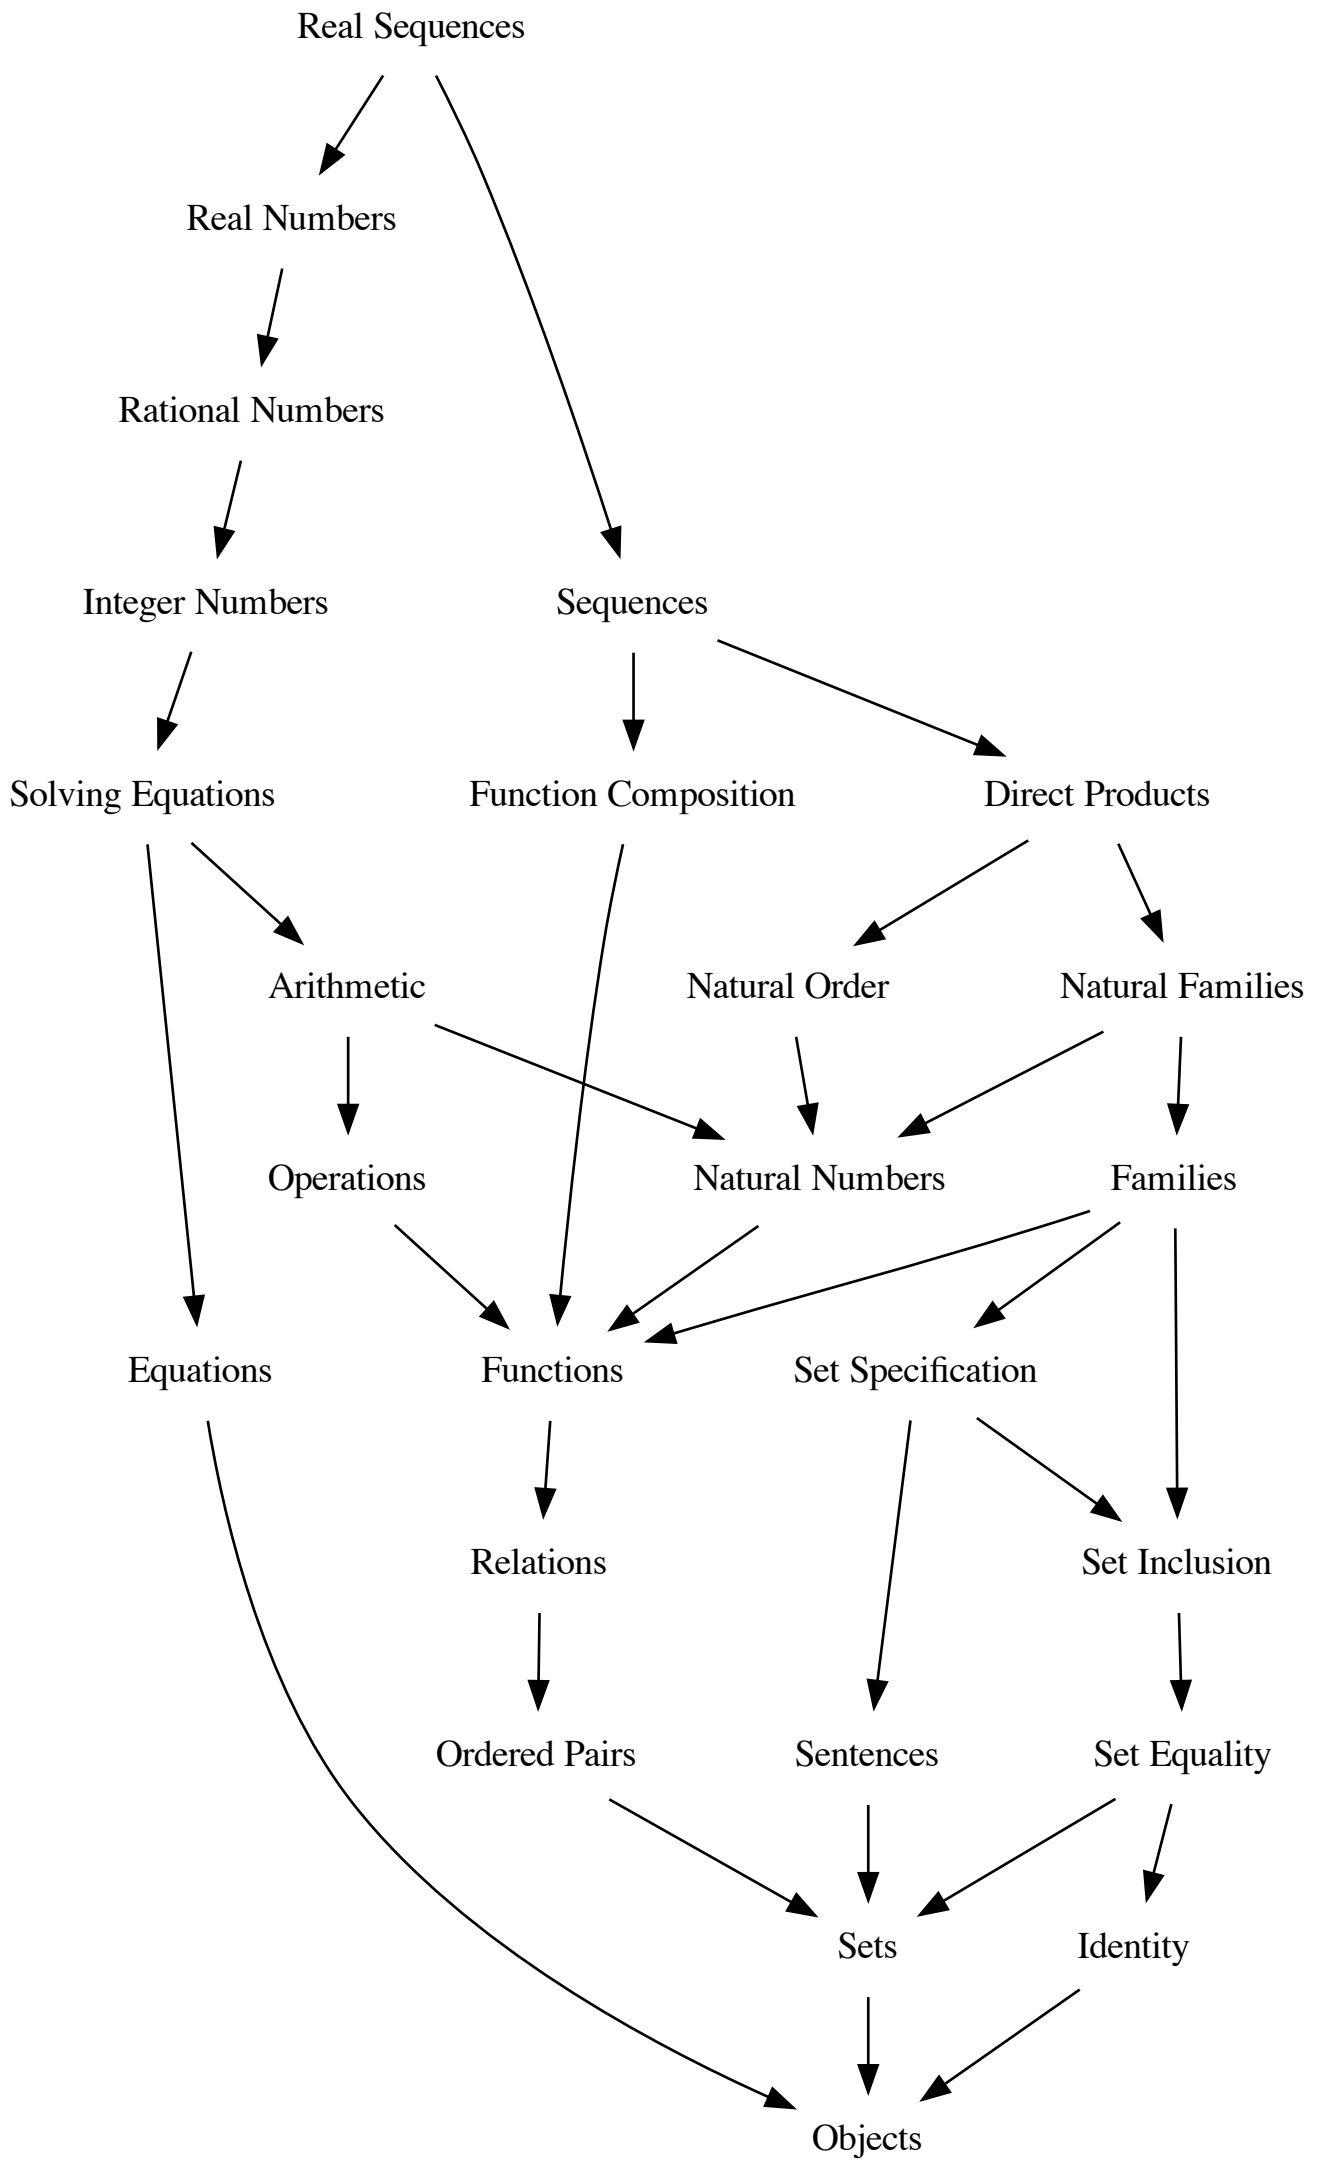 Real Sequences
Real Numbers
Rational Numbers
Integer Numbers
Sequences
Solving Equations
Function Composition
Direct Products
Arithmetic
Natural Order
Natural Families
Operations
Natural Numbers
Families
Equations
Functions
Set Specification
Relations
Set Inclusion
Ordered Pairs
Sentences
Set Equality
Sets
Identity
Objects